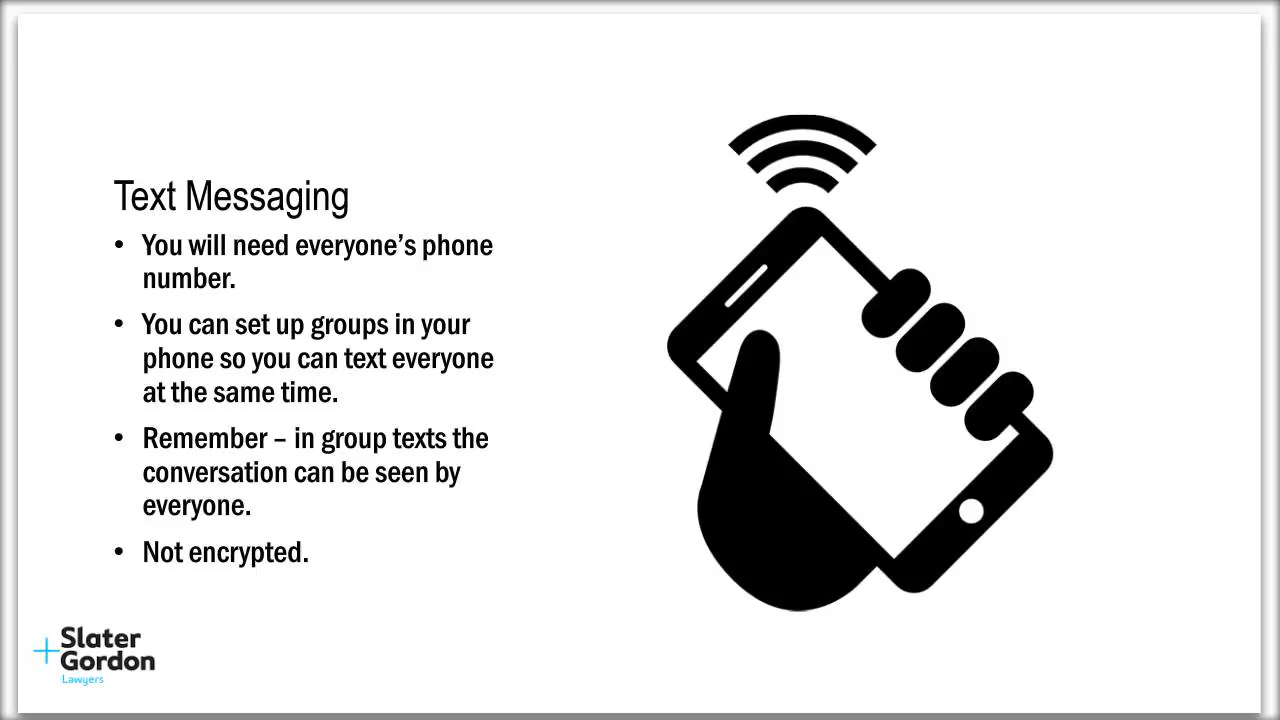 Text Messaging
• You will need everyone’s phone
number.
• You can set up groups in your
phone so you can text everyone
at the same time.
• Remember – in group texts the
conversation can be seen by
everyone.
• Not encrypted.
Slater
Gordon
Lawyers